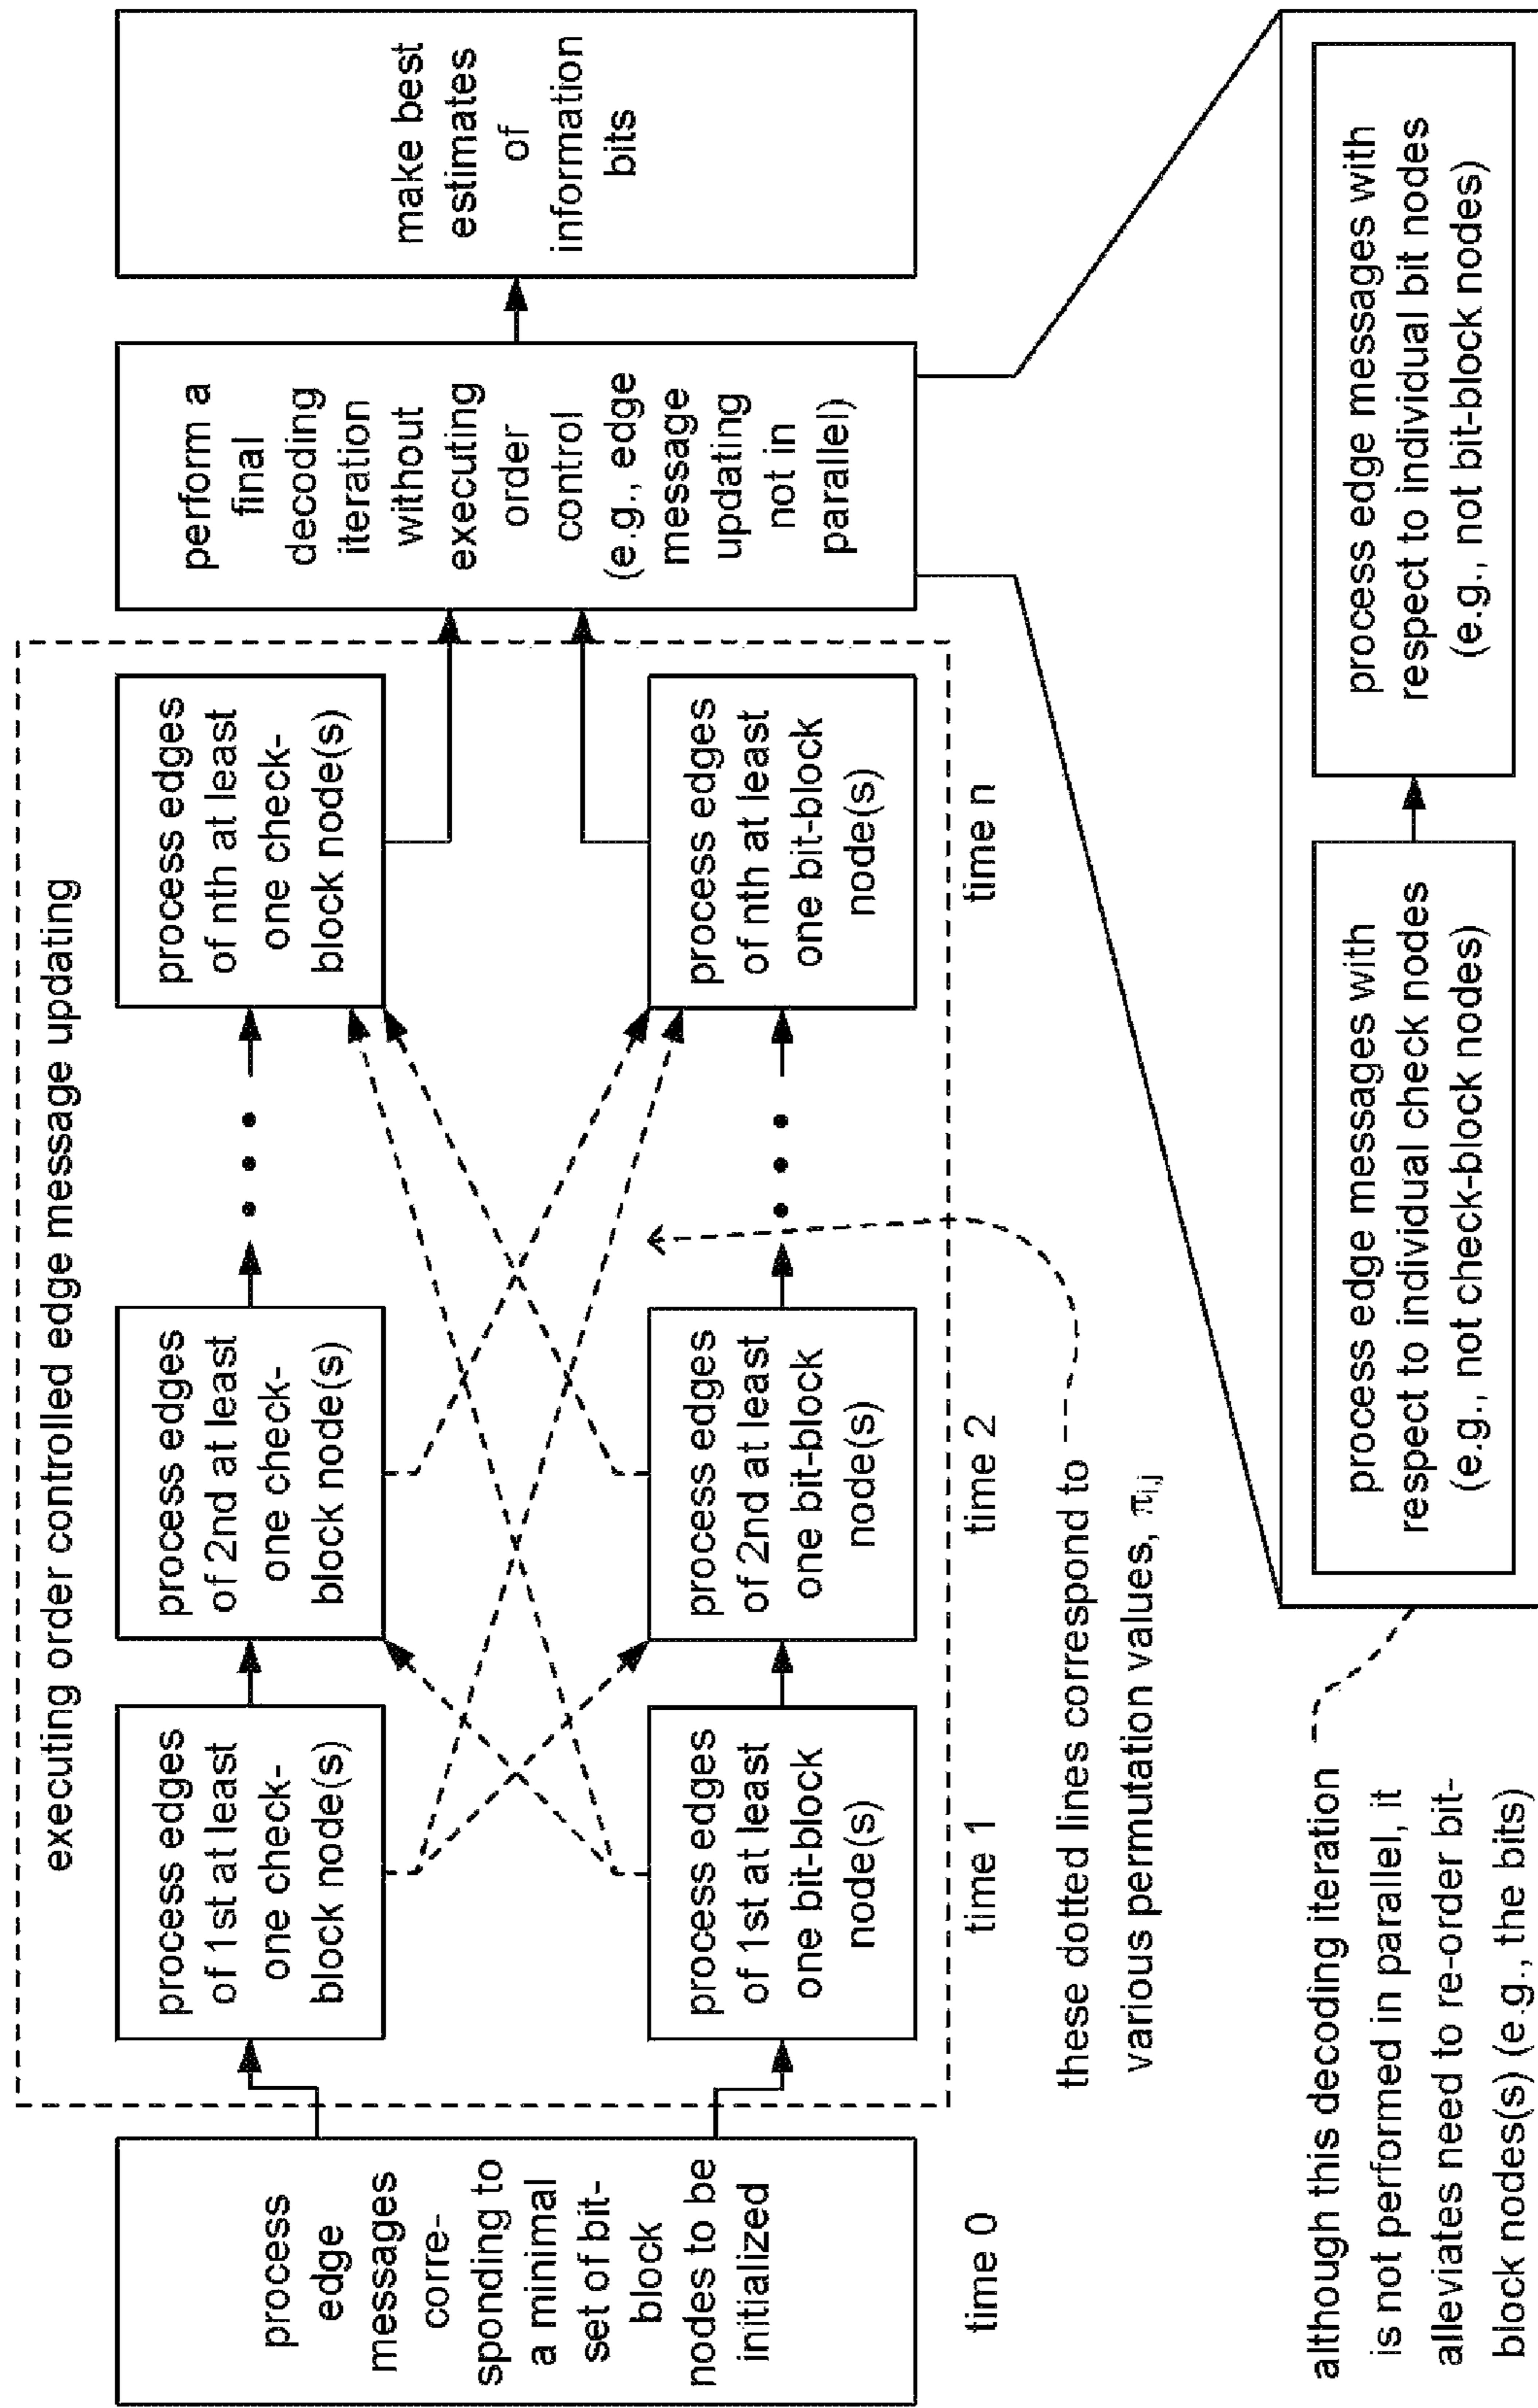 executing order controlled edge message updating
process
edge
messages
corre-
sponding to
a minimal
set of bit-
block
nodes to be
initialized
process edges
of 1st at least
one check-
block node(s)
process edges
of 2nd at least
one check-
block node(s)
process edges
of nth at least
one check-
block node(s)
process edges
of 1st at least
one bit-block
node(s)
process edges
of 2nd at least
one bit-block
node(s)
process edges
of nth at least
one bit-block
node(s)
perform a
final
decoding
iteration
without
executing
order
control
(e.g., edge
message
updating
not in
parallel)
make best
estimates
of
information
bits
time 0
time 1
time 2
time n
these dotted lines correspond to
various permutation values, πi,j
although this decoding iteration
is not performed in parallel, it
alleviates need to re-order bit-
block nodes(s) (e.g., the bits)
process edge messages with
respect to individual check nodes
(e.g., not check-block nodes)
process edge messages with
respect to individual bit nodes
(e.g., not bit-block nodes)